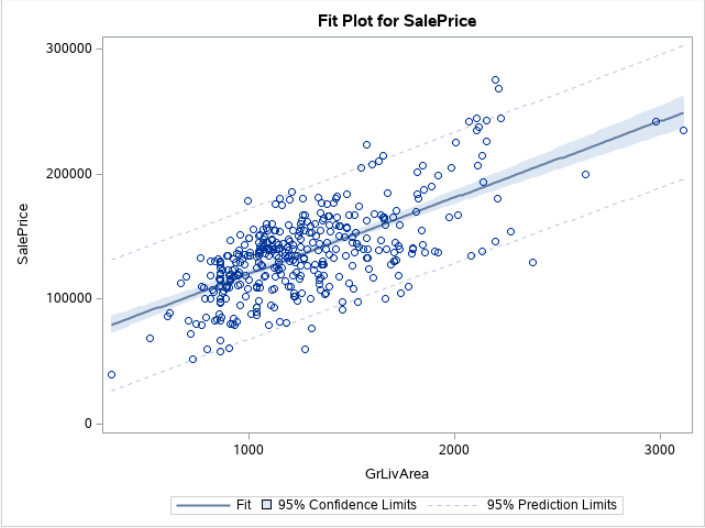 Fit Plot for SalePrice
300000
200000
100000
0
SalePrice
1000 2000 3000
GrLivArea
Fit 95% Confidence Limits 95% Prediction Limits